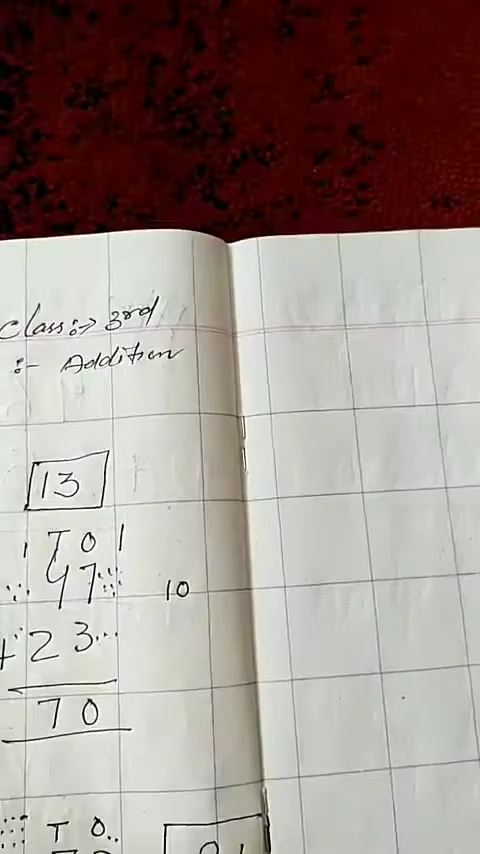 Class:→ 3rd
:- Addition
13
1 T O 1
47 10
+ 23
70
T O